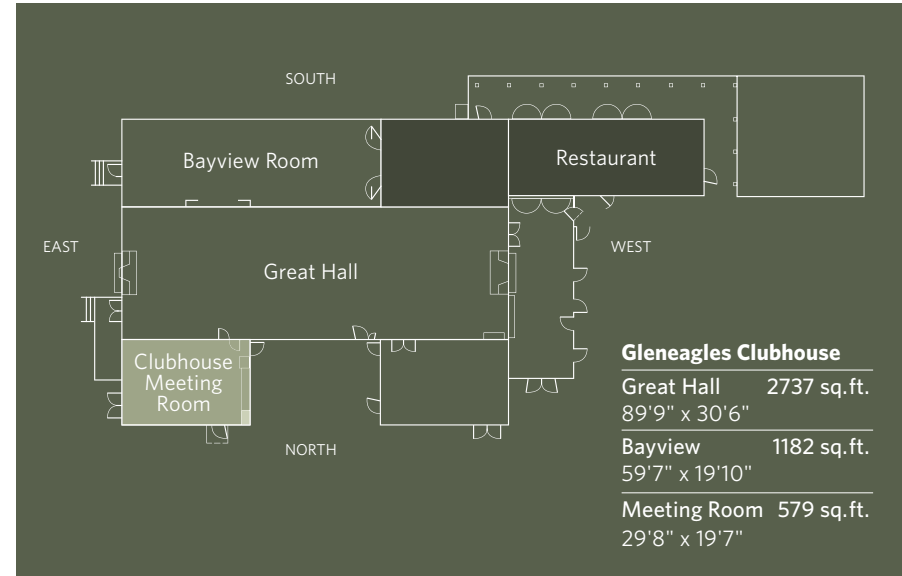 SOUTH
Bayview Room
Restaurant
EAST
WEST
Great Hall
Clubhouse
Meeting
Room
NORTH
Gleneagles Clubhouse
Great Hall 2737 sq.ft.
89'9" x 30'6"
Bayview 1182 sq.ft.
59'7" x 19'10"
Meeting Room 579 sq.ft.
29'8" x 19'7"